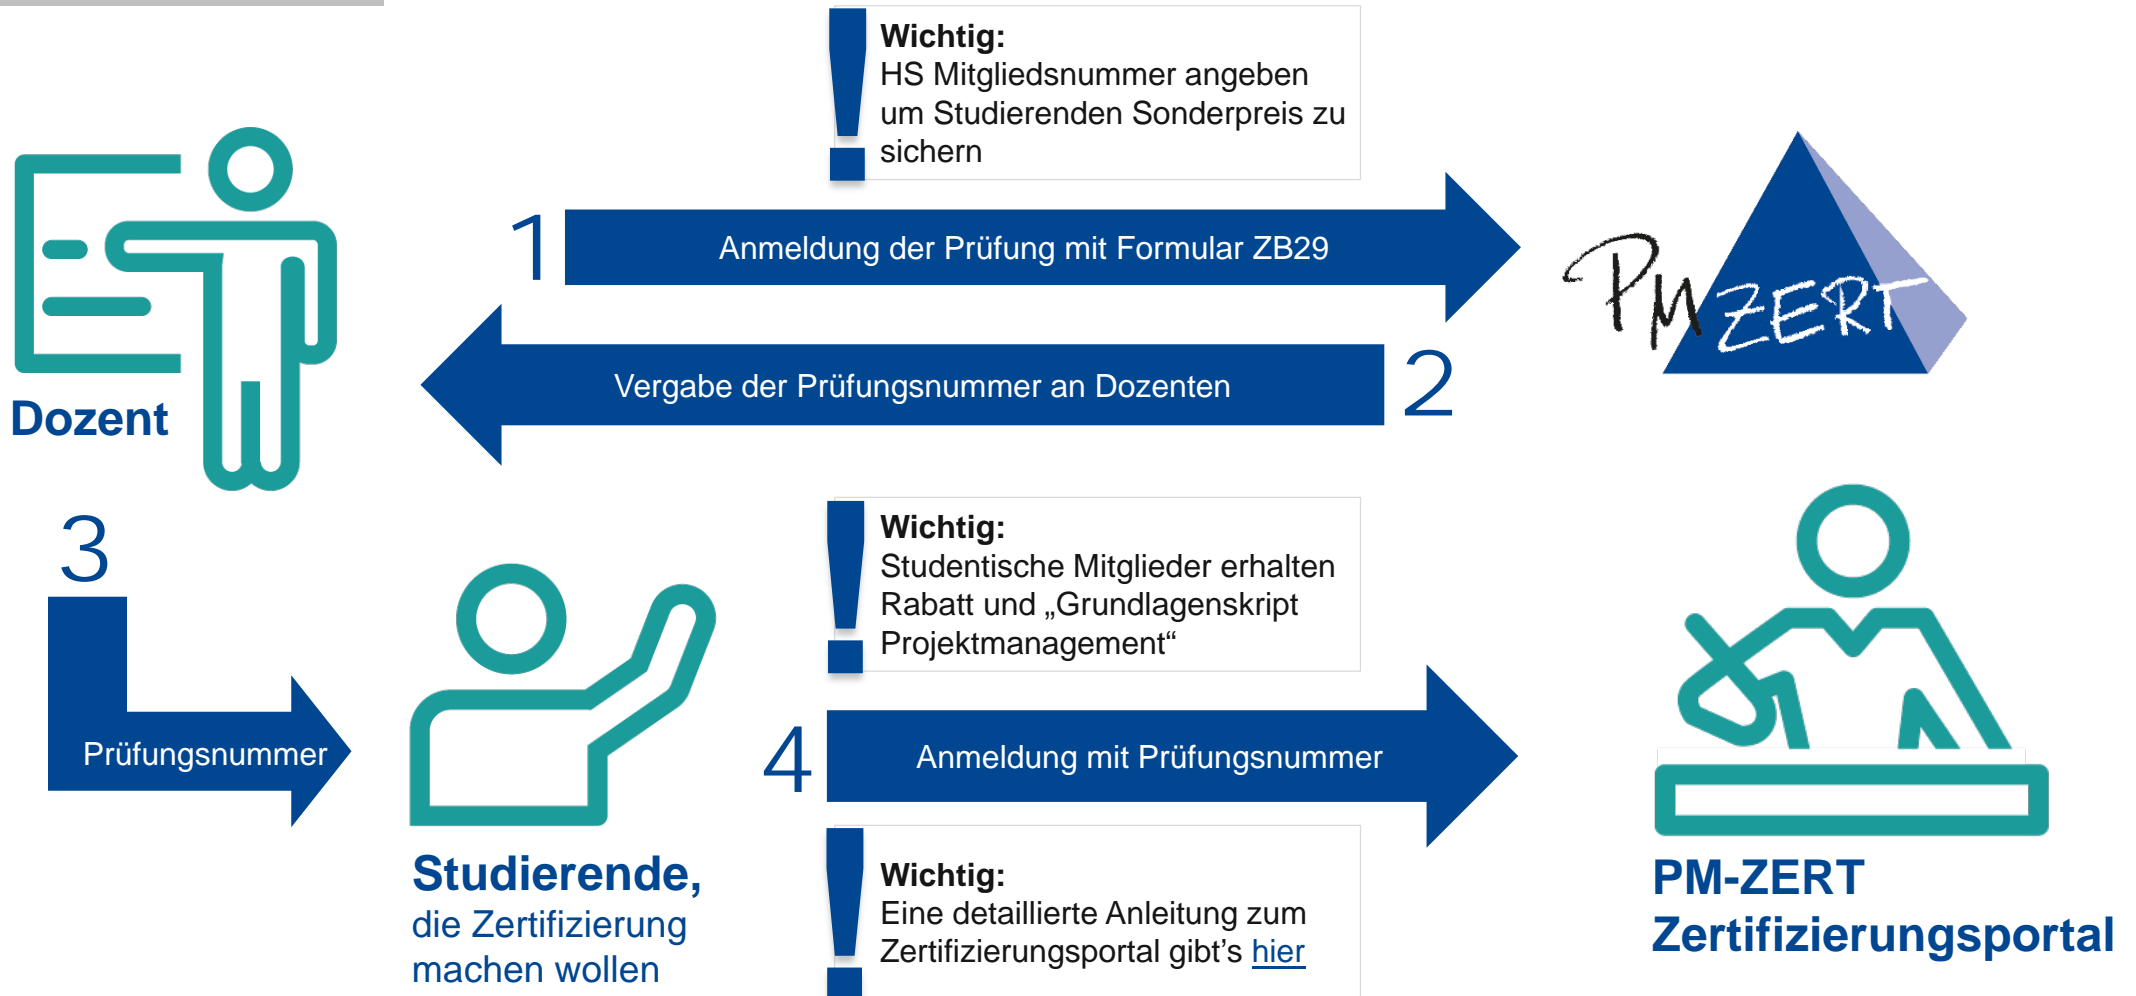 Wichtig:
HS Mitgliedsnummer angeben
um Studierenden Sonderpreis zu
sichern
1
Anmeldung der Prüfung mit Formular ZB29
PM ZERT
Vergabe der Prüfungsnummer an Dozenten
2
Dozent
3
Prüfungsnummer
Wichtig:
Studentische Mitglieder erhalten
Rabatt und „Grundlagenskript
Projektmanagement“
4
Anmeldung mit Prüfungsnummer
Studierende,
die Zertifizierung
machen wollen
Wichtig:
Eine detaillierte Anleitung zum
Zertifizierungsportal gibt's hier
PM-ZERT
Zertifizierungsportal